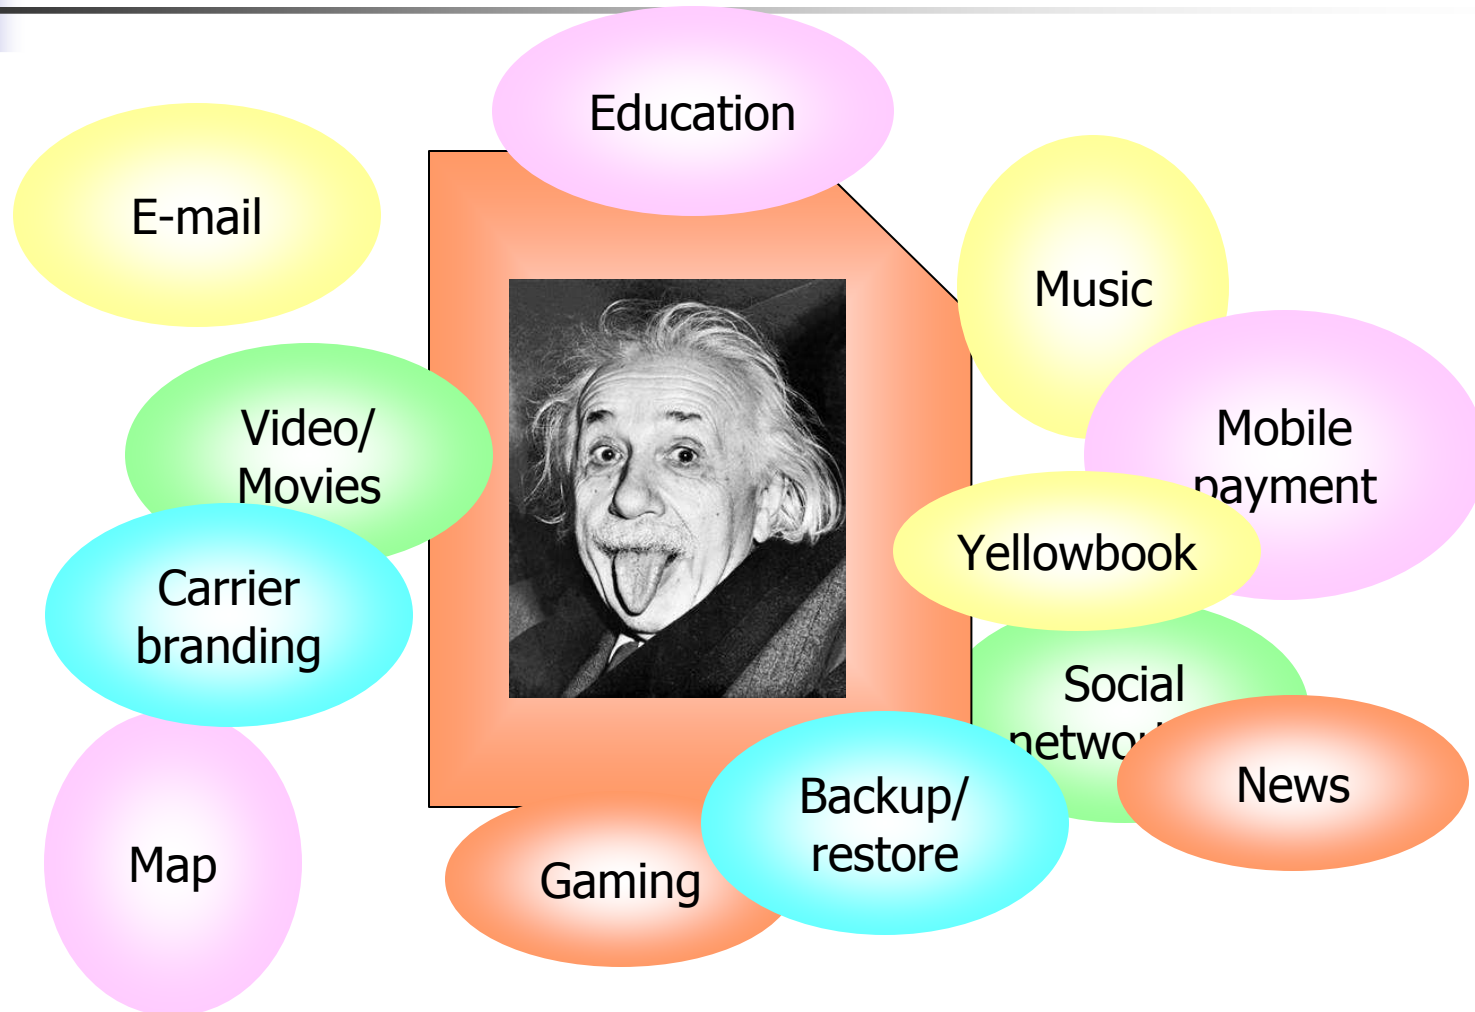 Education
E-mail
Music
Video/
Movies
Mobile
payment
Yellowbook
Carrier
branding
Social
News
Backup/
restore
Map
Gaming